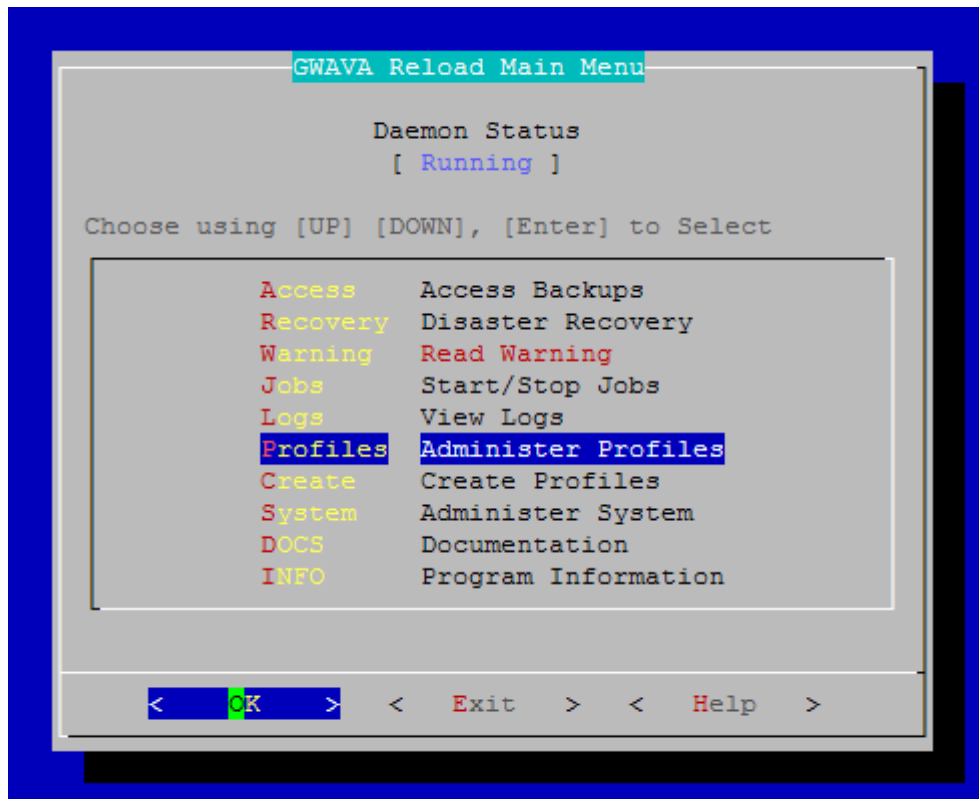 GWAVA Reload Main Menu
Daemon Status
[ Running ]
Choose using [UP] [DOWN], [Enter] to Select
Access Access Backups
Recovery Disaster Recovery
Warning Read Warning
Jobs Start/Stop Jobs
Logs View Logs
Profiles Administer Profiles
Create Create Profiles
System Administer System
DOCS Documentation
INFO Program Information
< OK > < Exit > < Help >